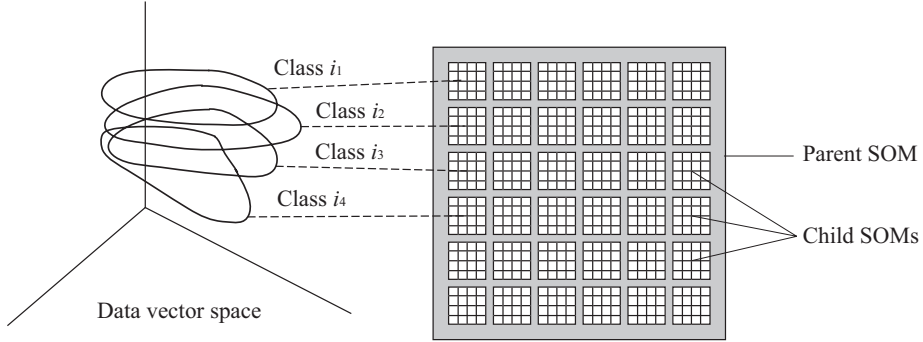 Class i1
Class i2
Class i3
Class i4
Parent SOM
Child SOMs
Data vector space